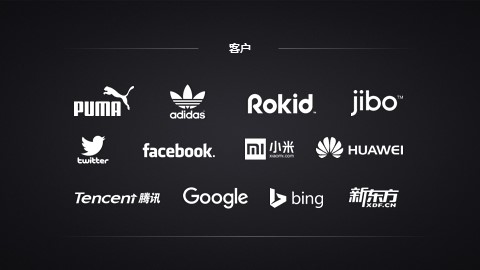 客户
PUMA adidas Rokid jibo™
twitter facebook. MI 小米 xiaomi.com HUAWEI
Tencent 腾讯 Google bing 新东方 XDF.CN